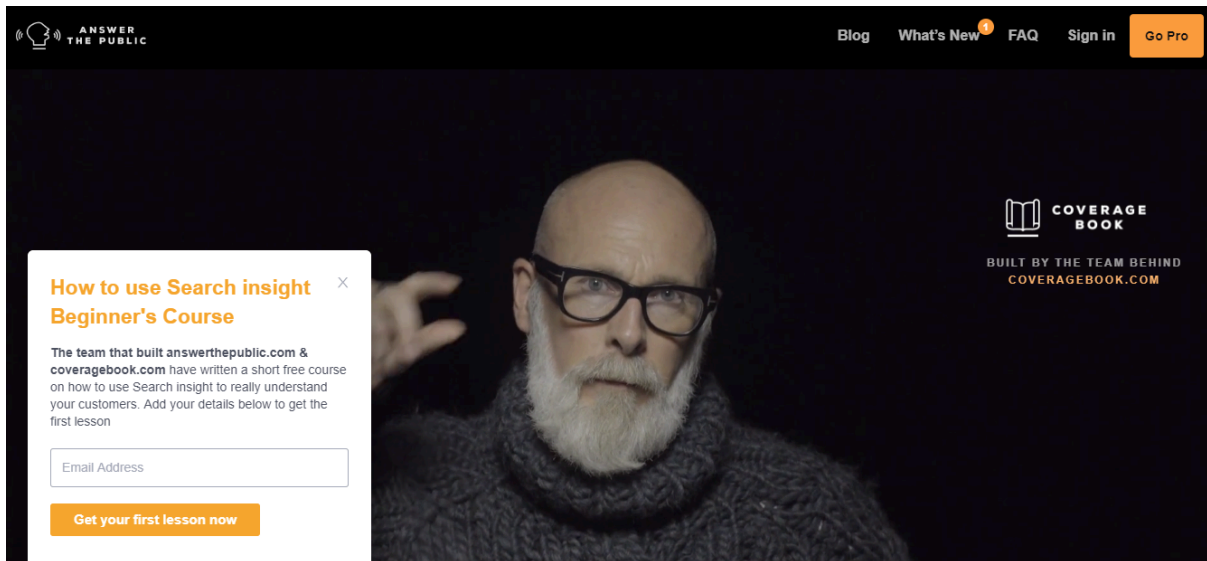 ANSWER
THE PUBLIC
Blog
What's New
1
FAQ
Sign in
Go Pro
COVERAGE
BOOK
BUILT BY THE TEAM BEHIND
COVERAGEBOOK.COM
How to use Search insight
Beginner's Course
X
The team that built answerthepublic.com &
coveragebook.com have written a short free course
on how to use Search insight to really understand
your customers. Add your details below to get the
first lesson
Email Address
Get your first lesson now